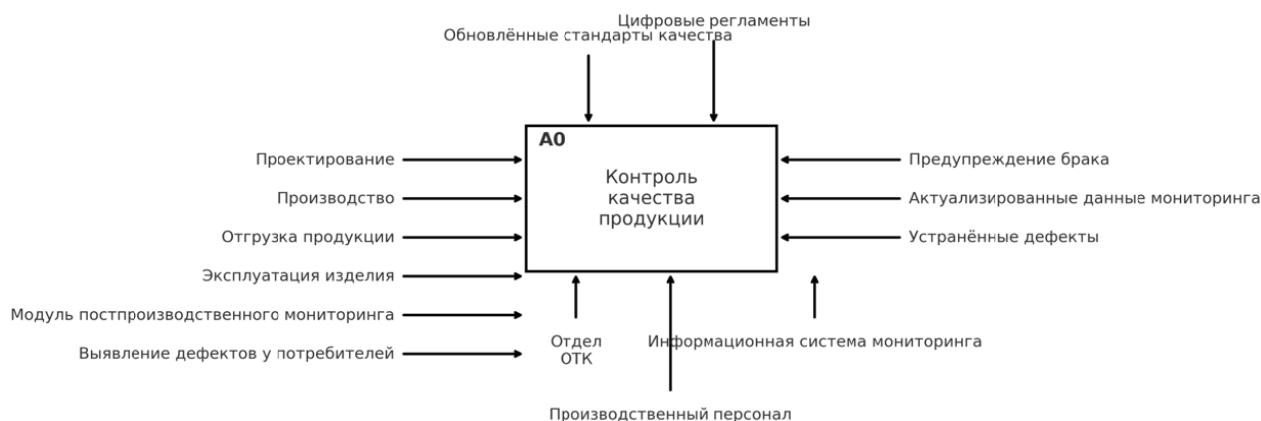 Цифровые регламенты
Обновлённые стандарты качества
A0
Контроль
качества
продукции
Проектирование
Производство
Отгрузка продукции
Эксплуатация изделия
Модуль постпроизводственного мониторинга
Выявление дефектов у потребителей
Предупреждение брака
Актуализированные данные мониторинга
Устранённые дефекты
Отдел
ОТК
Информационная система мониторинга
Производственный персонал